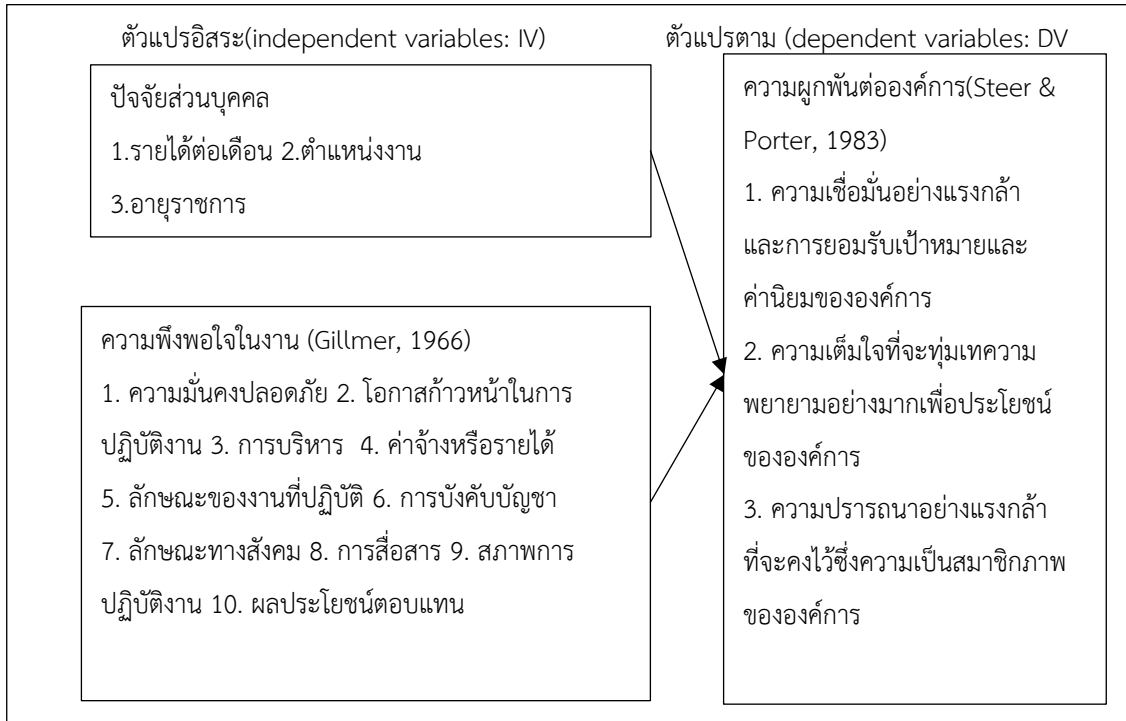 ตัวแปรอิสระ(independent variables: IV)
ตัวแปรตาม (dependent variables: DV
ปัจจัยส่วนบุคคล
1.รายได้ต่อเดือน 2.ตำแหน่งงาน
3.อายุราชการ
ความพึงพอใจในงาน (Gillmer, 1966)
1. ความมั่นคงปลอดภัย 2. โอกาสก้าวหน้าในการ
ปฏิบัติงาน 3. การบริหาร 4. ค่าจ้างหรือรายได้
5. ลักษณะของงานที่ปฏิบัติ 6. การบังคับบัญชา
7. ลักษณะทางสังคม 8. การสื่อสาร 9. สภาพการ
ปฏิบัติงาน 10. ผลประโยชน์ตอบแทน
ความผูกพันต่อองค์การ(Steer &
Porter, 1983)
1. ความเชื่อมั่นอย่างแรงกล้า
และการยอมรับเป้าหมายและ
ค่านิยมขององค์การ
2. ความเต็มใจที่จะทุ่มเทความ
พยายามอย่างมากเพื่อประโยชน์
ขององค์การ
3. ความปรารถนาอย่างแรงกล้า
ที่จะคงไว้ซึ่งความเป็นสมาชิกภาพ
ขององค์การ